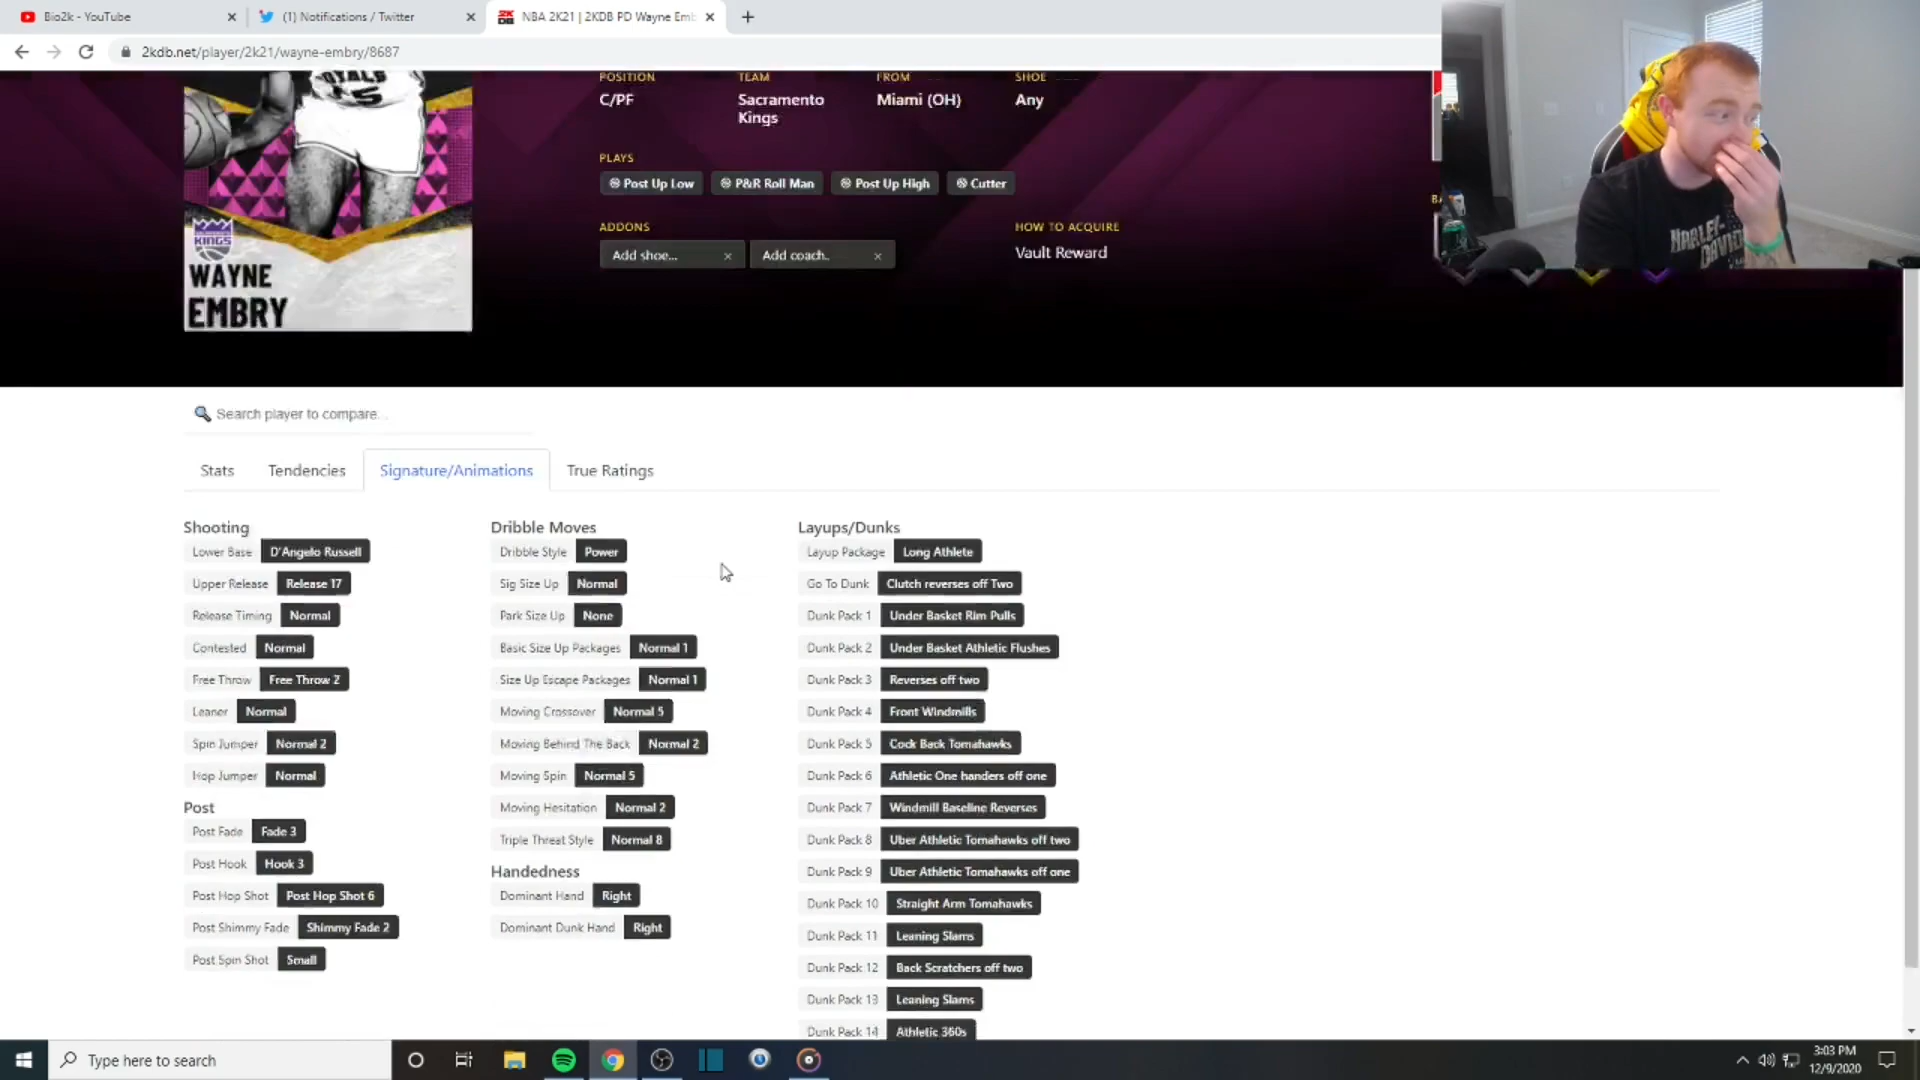 Bio2k - YouTube
(1) Notifications / Twitter
NBA 2K21 | 2KDB PD Wayne Emb
2kdb.net/player/2k21/wayne-embry/8687
POSITION
C/PF
TEAM
Sacramento
Kings
FROM
Miami (OH)
SHOE
Any
PLAYS
Post Up Low
P&R Roll Man
Post Up High
Cutter
ADDONS
Add shoe...
Add coach.
HOW TO ACQUIRE
Vault Reward
ROYALS
15
KINGS
WAYNE
EMBRY
HARLEY
Search player to compare...
Stats
Tendencies
Signature/Animations
True Ratings
Shooting
Lower Base D'Angelo Russell
Upper Release Release 17
Release Timing Normal
Contested Normal
Free Throw Free Throw 2
Leaner Normal
Spin Jumper Normal 2
Hop Jumper Normal
Post
Post Fade Fade 3
Post Hook Hook 3
Post Hop Shot Post Hop Shot 6
Post Shimmy Fade Shimmy Fade 2
Post Spin Shot Small
Dribble Moves
Dribble Style Power
Sig Size Up Normal
Park Size Up None
Basic Size Up Packages Normal 1
Size Up Escape Packages Normal 1
Moving Crossover Normal 5
Moving Behind The Back Normal 2
Moving Spin Normal 5
Moving Hesitation Normal 2
Triple Threat Style Normal 8
Handedness
Dominant Hand Right
Dominant Dunk Hand Right
Layups/Dunks
Layup Package Long Athlete
Go To Dunk Clutch reverses off Two
Dunk Pack 1 Under Basket Rim Pulls
Dunk Pack 2 Under Basket Athletic Flushes
Dunk Pack 3 Reverses off two
Dunk Pack 4 Front Windmills
Dunk Pack 5 Cock Back Tomahawks
Dunk Pack 6 Athletic One handers off one
Dunk Pack 7 Windmill Baseline Reverses
Dunk Pack 8 Uber Athletic Tomahawks off two
Dunk Pack 9 Uber Athletic Tomahawks off one
Dunk Pack 10 Straight Arm Tomahawks
Dunk Pack 11 Leaning Slams
Dunk Pack 12 Back Scratchers off two
Dunk Pack 13 Leaning Slams
Dunk Pack 14 Athletic 360s
Type here to search
3:03 PM
12/9/2020